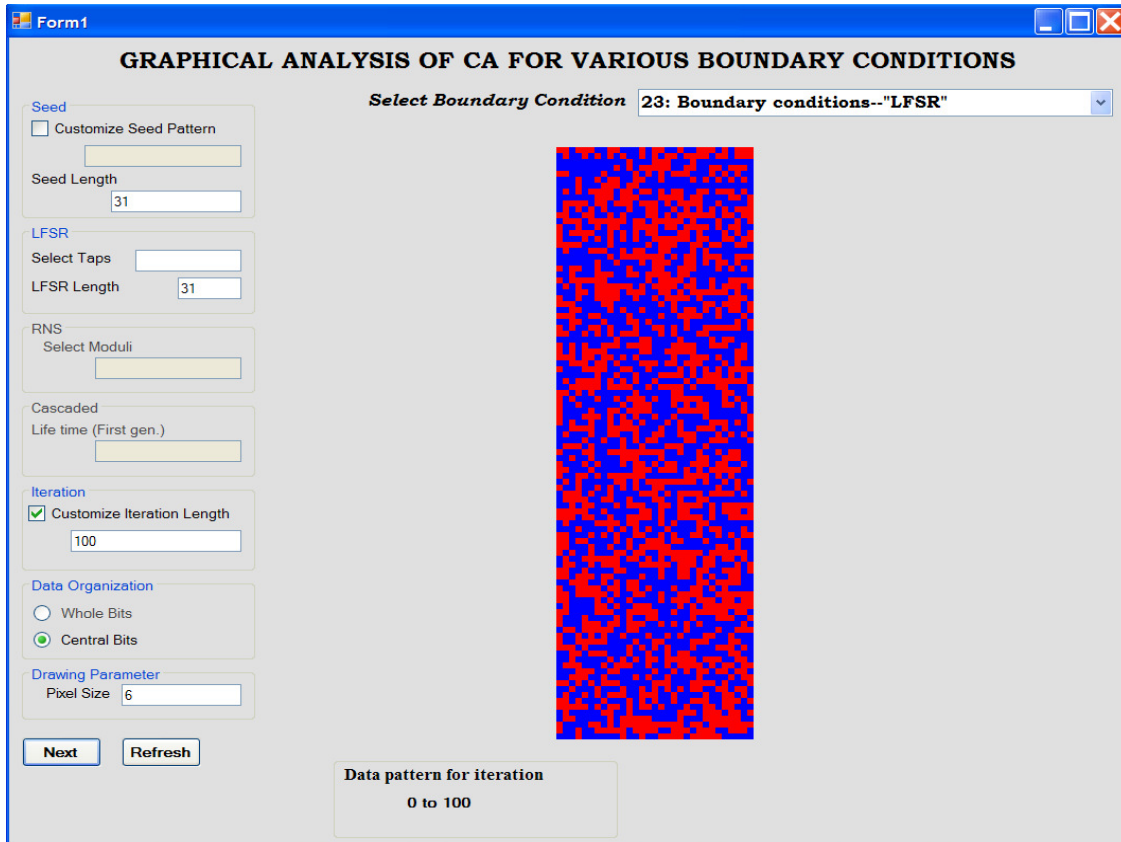 Form1
GRAPHICAL ANALYSIS OF CA FOR VARIOUS BOUNDARY CONDITIONS
Select Boundary Condition 23: Boundary conditions--"LFSR"
Seed
Customize Seed Pattern
Seed Length
31
LFSR
Select Taps
LFSR Length 31
RNS
Select Moduli
Cascaded
Life time (First gen.)
Iteration
Customize Iteration Length
100
Data Organization
Whole Bits
Central Bits
Drawing Parameter
Pixel Size 6
Next Refresh
Data pattern for iteration
0 to 100